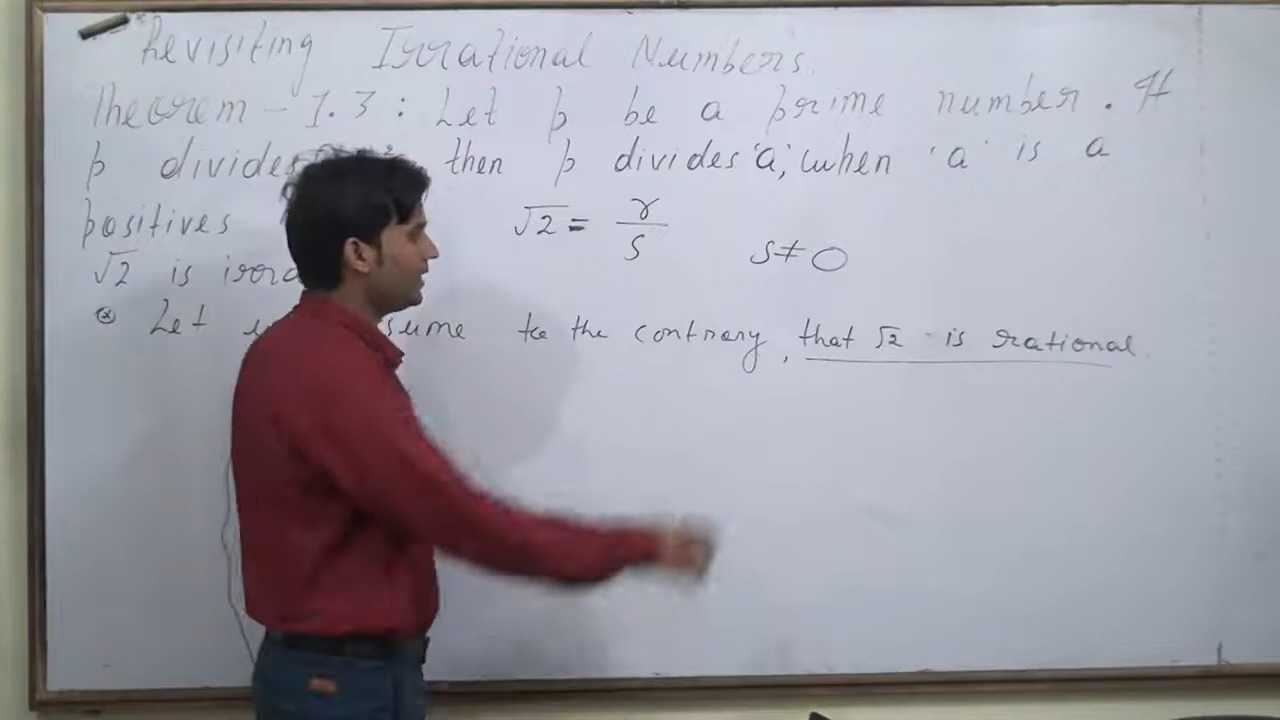 Revisiting Irrational Numbers.
Theorem - 1.3 : Let p be a prime number. If
p divides then p divides 'a', when 'a' is a
positives
√2 = r/s s≠0
√2 is
Let to the contrary, that √2 is rational